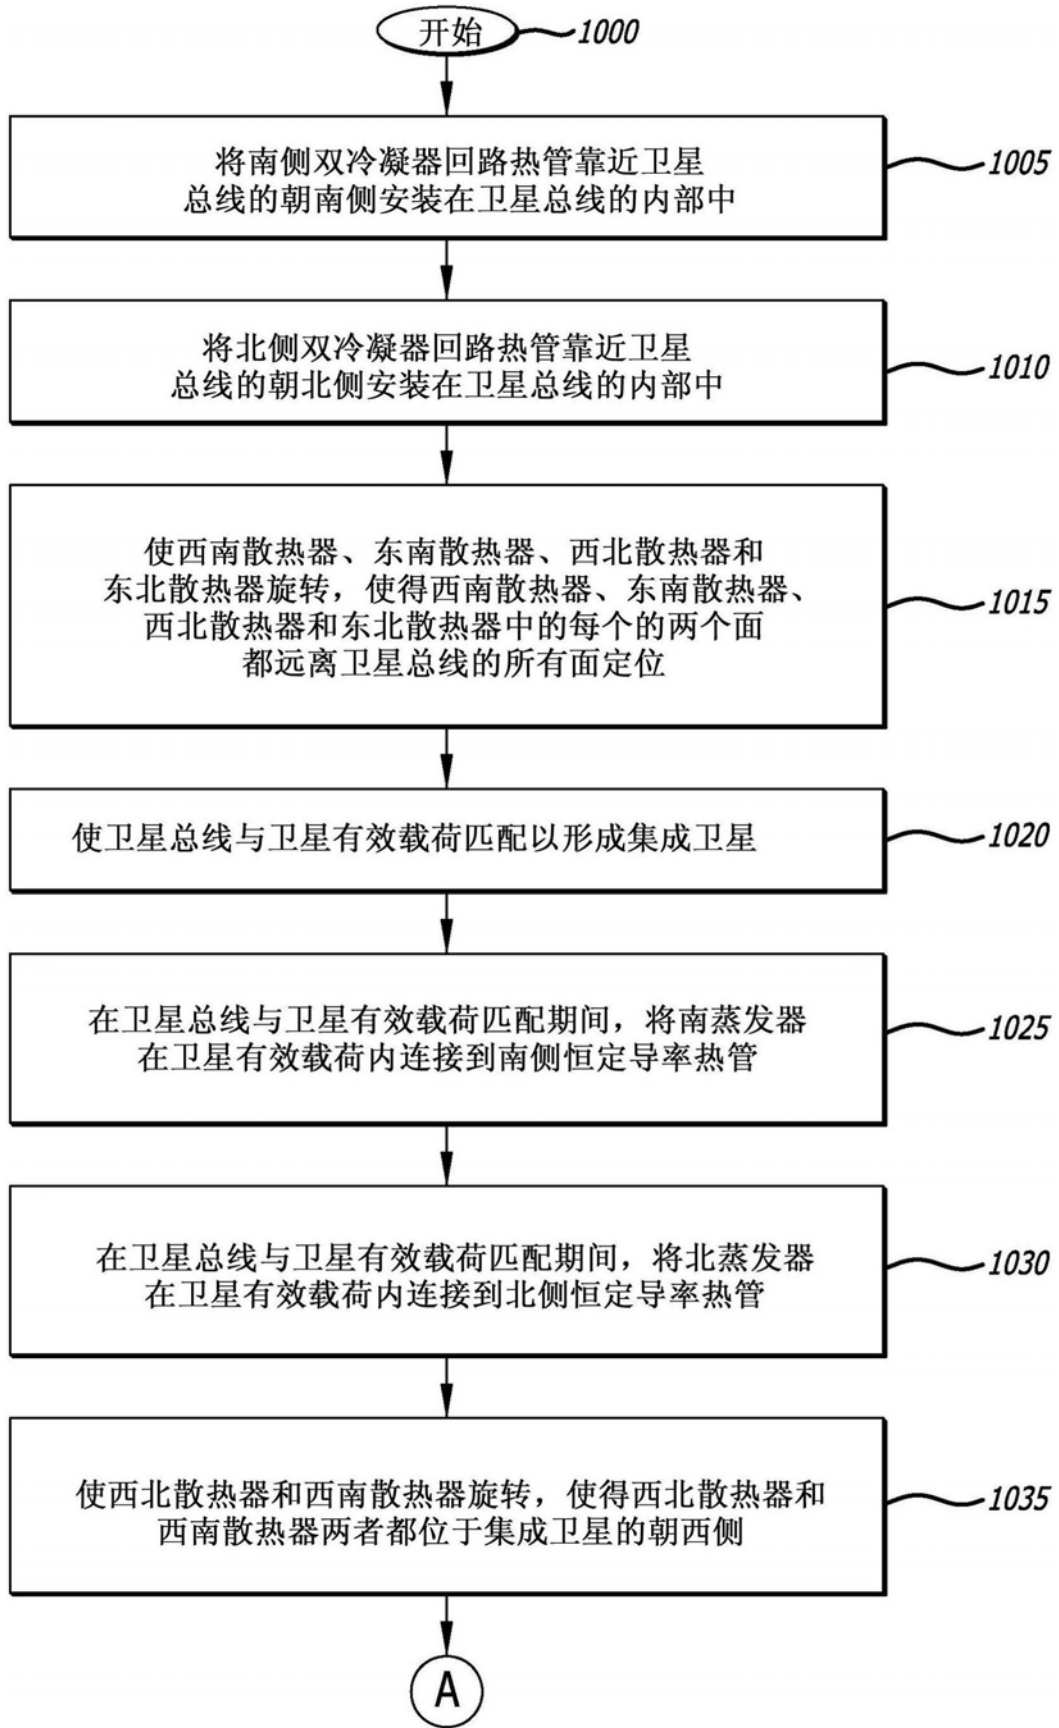 开始 1000
将南侧双冷凝器回路热管靠近卫星
总线的朝南侧安装在卫星总线的内部中
1005
将北侧双冷凝器回路热管靠近卫星
总线的朝北侧安装在卫星总线的内部中
1010
使西南散热器、东南散热器、西北散热器和
东北散热器旋转，使得西南散热器、东南散热器、
西北散热器和东北散热器中的每个的两个面
都远离卫星总线的所有面定位
1015
使卫星总线与卫星有效载荷匹配以形成集成卫星
1020
在卫星总线与卫星有效载荷匹配期间，将南蒸发器
在卫星有效载荷内连接到南侧恒定导率热管
1025
在卫星总线与卫星有效载荷匹配期间，将北蒸发器
在卫星有效载荷内连接到北侧恒定导率热管
1030
使西北散热器和西南散热器旋转，使得西北散热器和
西南散热器两者都位于集成卫星的朝西侧
1035
A